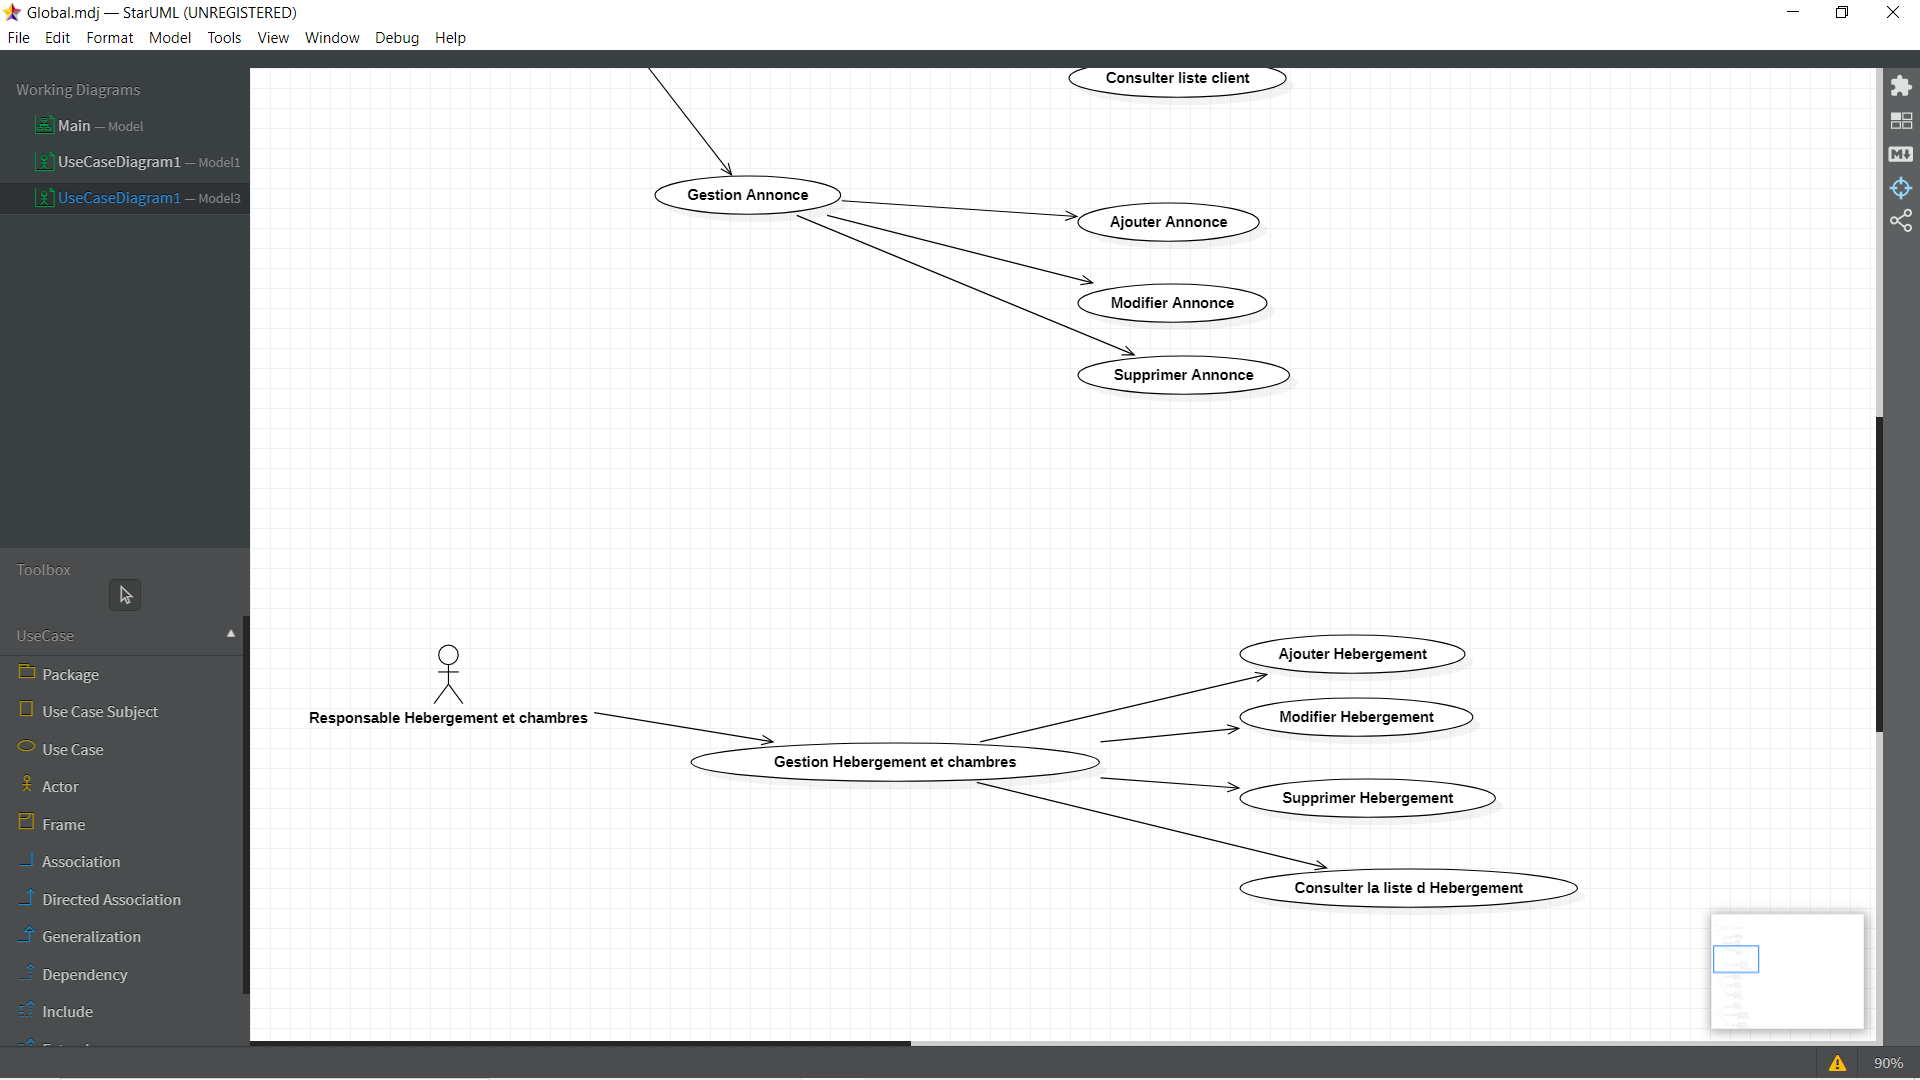 Global.mdj — StarUML (UNREGISTERED)
File Edit Format Model Tools View Window Debug Help
Working Diagrams
Main — Model
UseCaseDiagram1 — Model1
UseCaseDiagram1 — Model3
Consulter liste client
Gestion Annonce
Ajouter Annonce
Modifier Annonce
Supprimer Annonce
Toolbox
UseCase
Package
Use Case Subject
Use Case
Actor
Frame
Association
Directed Association
Generalization
Dependency
Include
Responsable Hebergement et chambres
Gestion Hebergement et chambres
Ajouter Hebergement
Modifier Hebergement
Supprimer Hebergement
Consulter la liste d Hebergement
90%